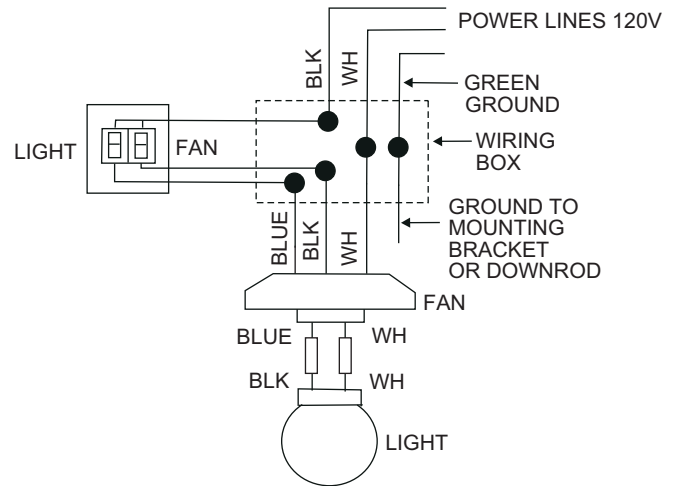 POWER LINES 120V
BLK
WH
GREEN
GROUND
LIGHT
FAN
WIRING
BOX
GROUND TO
MOUNTING
BRACKET
OR DOWNROD
BLUE
BLK
WH
FAN
BLUE
WH
BLK
WH
LIGHT